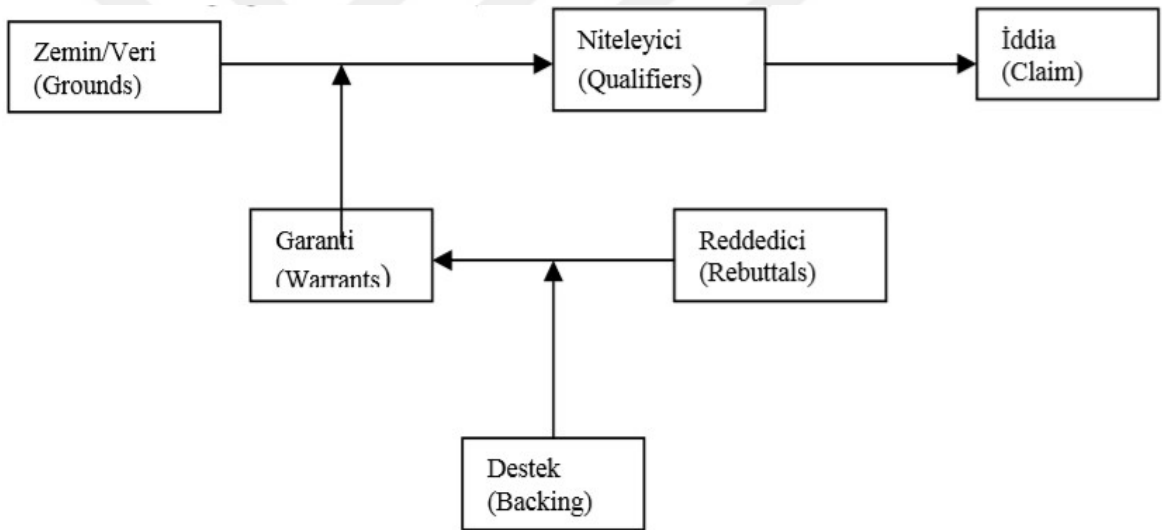 Zemin/Veri
(Grounds)
Niteleyici
(Qualifiers)
İddia
(Claim)
Garanti
(Warrants)
Reddedici
(Rebuttals)
Destek
(Backing)